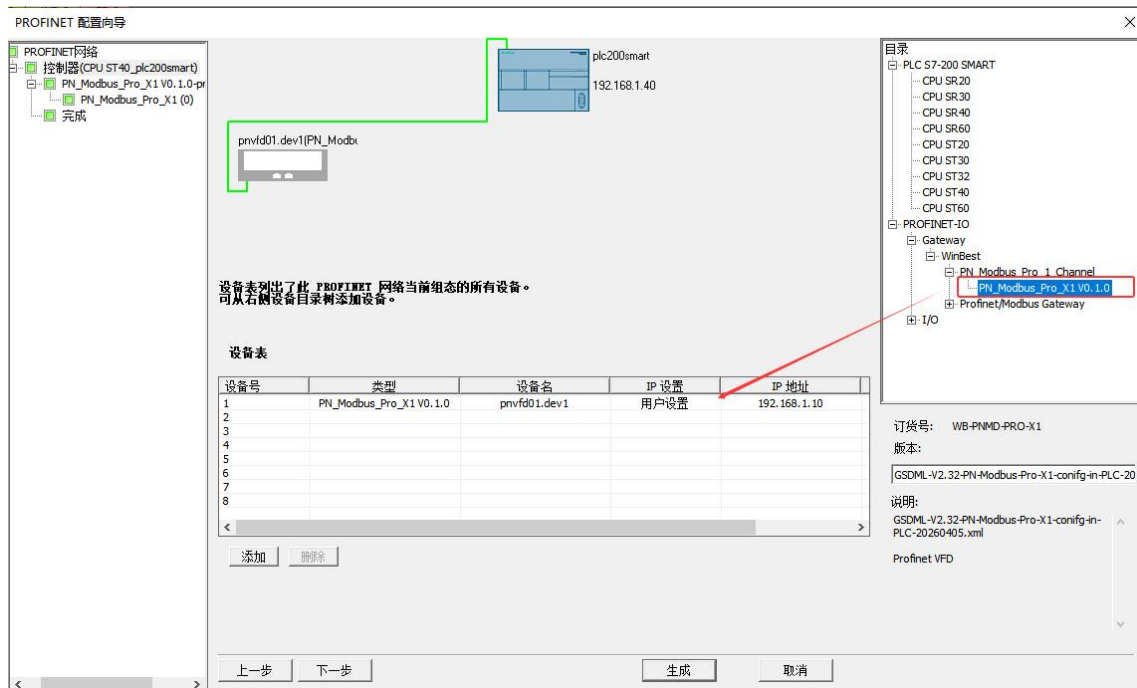 PROFINET 配置向导
PROFINET网络
控制器(CPU ST40_plc200smart)
PN_Modbus_Pro_X1 V0.1.0-pr
PN_Modbus_Pro_X1 (0)
完成
plc200smart
192.168.1.40
pnvfd01.dev1(PN_Modbu
设备表列出了此 PROFINET 网络当前组态的所有设备。
可从右侧设备目录树添加设备。
设备表
设备号 类型 设备名 IP 设置 IP 地址
1 PN_Modbus_Pro_X1 V0.1.0 pnvfd01.dev1 用户设置 192.168.1.10
2
3
4
5
6
7
8
添加 删除
上一步 下一步 生成 取消
目录
PLC S7-200 SMART
CPU SR20
CPU SR30
CPU SR40
CPU SR60
CPU ST20
CPU ST30
CPU ST32
CPU ST40
CPU ST60
PROFINET-IO
Gateway
WinBest
PN_Modbus_Pro_1_Channel
PN_Modbus_Pro_X1 V0.1.0
Profinet/Modbus Gateway
I/O
订货号: WB-PNMD-PRO-X1
版本:
GSDML-V2.32-PN-Modbus-Pro-X1-conifg-in-PLC-20
说明:
GSDML-V2.32-PN-Modbus-Pro-X1-conifg-in-
PLC-20260405.xml
Profinet VFD